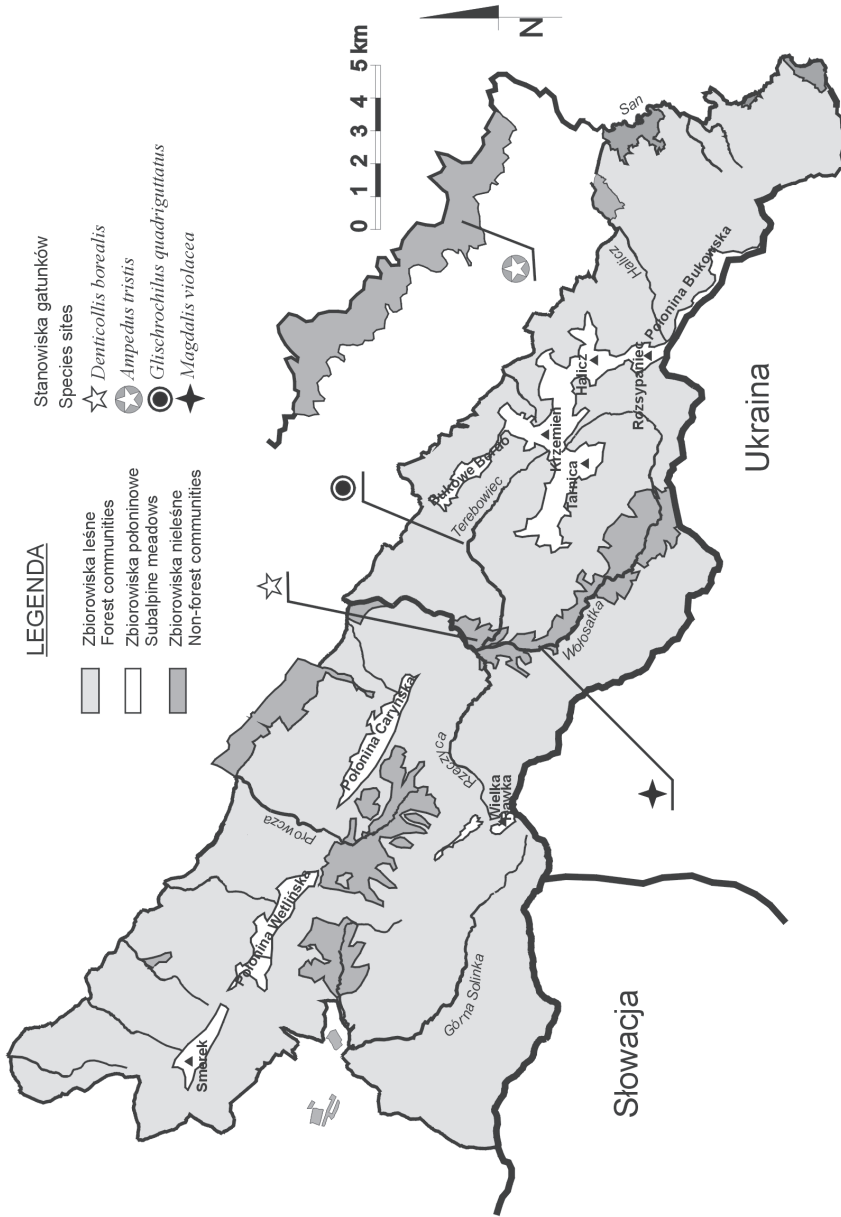 LEGENDA
Zbiorowiska leśne
Forest communities
Zbiorowiska połoninowe
Subalpine meadows
Zbiorowiska nieleśne
Non-forest communities
Stanowiska gatunków
Species sites
Denticollis borealis
Ampedus tristis
Glischrochilus quadriguttatus
Magdalis violacea
0 1 2 3 4 5 km
N
Smerek
Połonina Wetlińska
Prowcza
Połonina Caryńska
Rzeczyca
Wielka
Rawka
Górna Solinka
Wołosatka
Terebowiec
Bukowe Berdo
Krzemień
Tarnica
Halicz
Rozsypaniec
Halicz
Połonina Bukowska
San
Słowacja
Ukraina